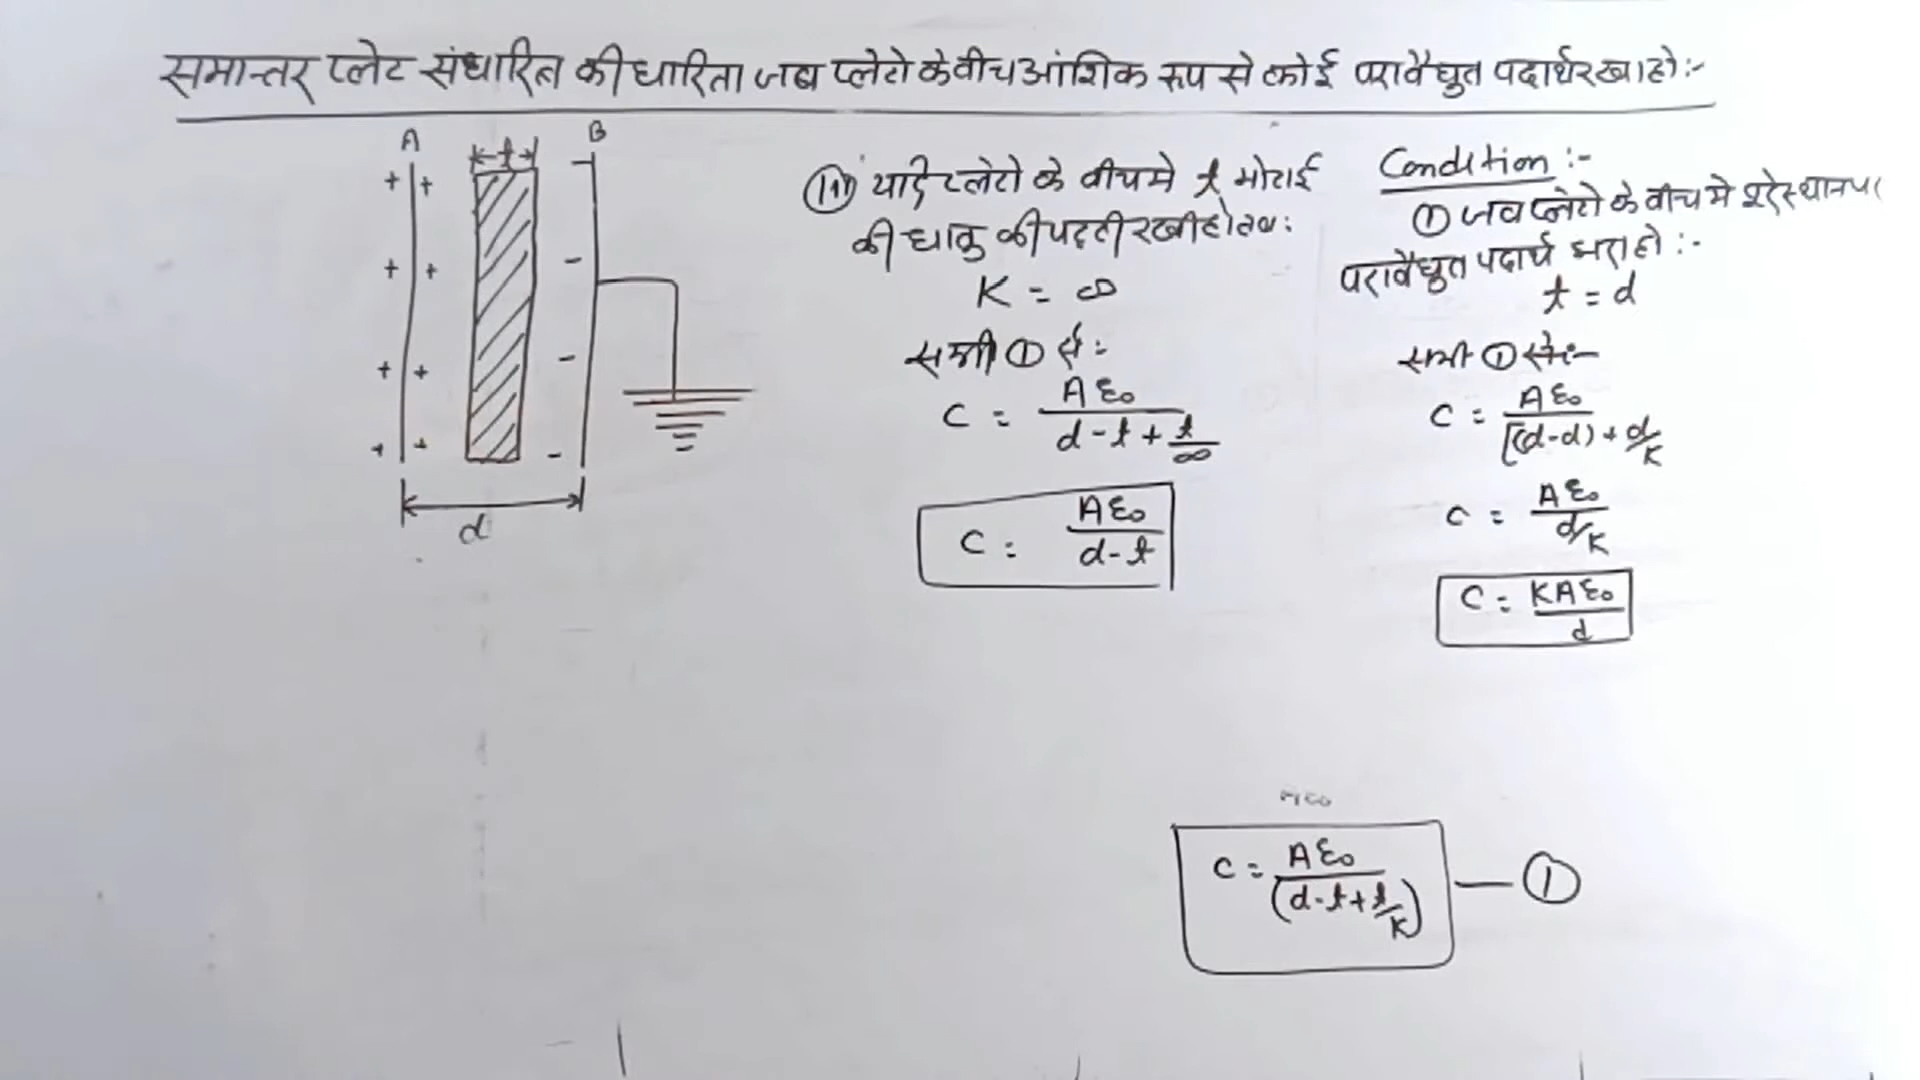 समान्तर प्लेट संधारित्र की धारिता जब प्लेटो के बीच आंशिक रूप से कोई परावैद्युत पदार्थ रखा हो:-
A
B
t
+ +
+ +
-
+ +
-
+ +
-
d
(iii) यदि प्लेटो के बीच मे t मोटाई
की धातु की पट्टी रखी हो तब:
K = ∞
समी ① से:
C = Aε₀ / d - t + t/∞
C = Aε₀ / d - t
Condition :-
① जब प्लेटो के बीच मे पूरे स्थान पर
परावैद्युत पदार्थ भरा हो :-
t = d
समी ① से:-
C = Aε₀ / [(d-d) + d/K
C = Aε₀ / d/K
C = KAε₀ / d
C = Aε₀ / (d-t+t/K) — ①